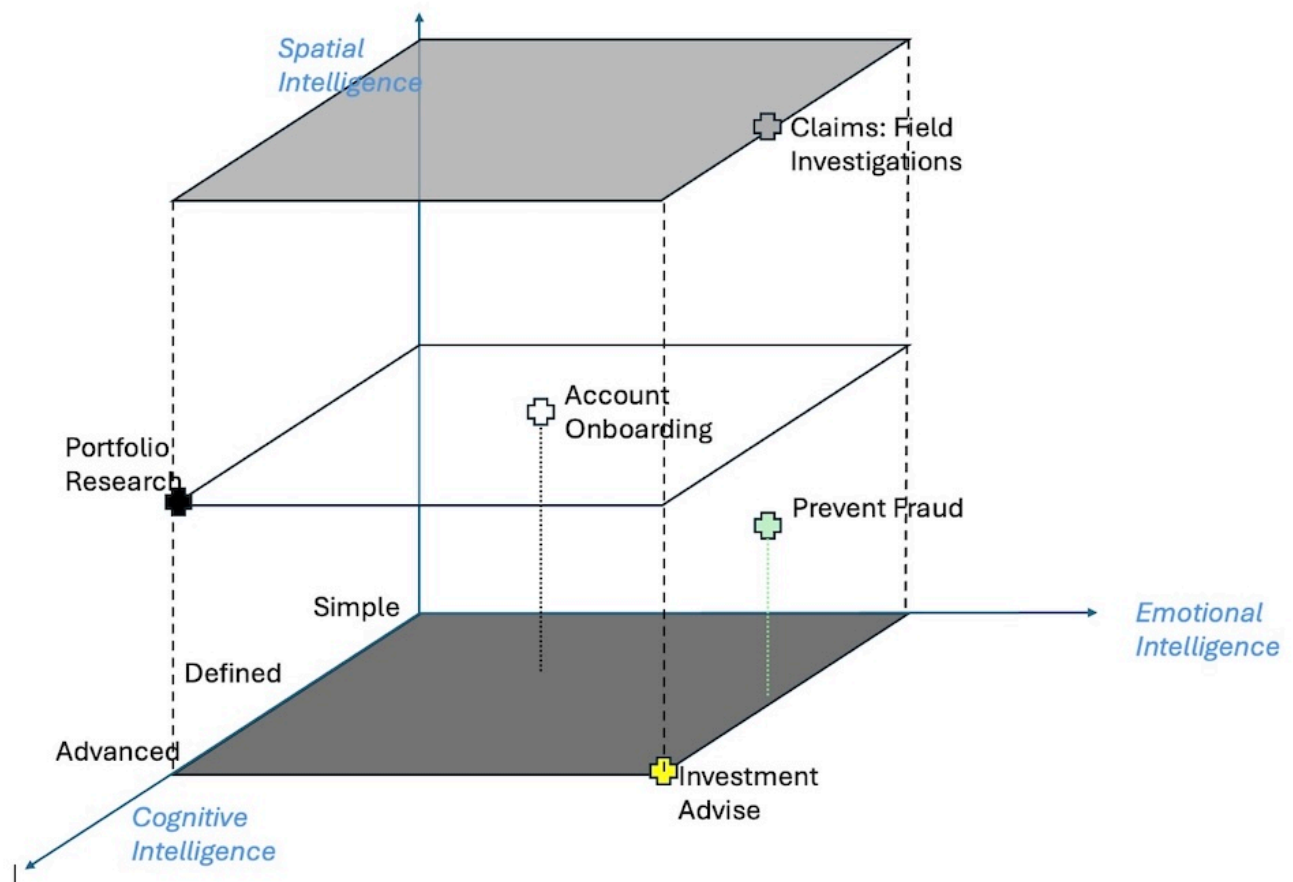 Spatial
Intelligence
Claims: Field
Investigations
Account
Onboarding
Portfolio
Research
Prevent Fraud
Simple
Emotional
Intelligence
Defined
Advanced
Investment
Advise
Cognitive
Intelligence